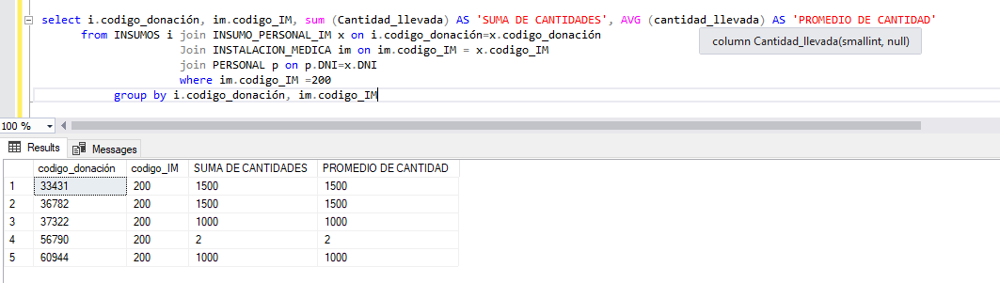 select i.codigo_donación, im.codigo_IM, sum (Cantidad_llevada) AS 'SUMA DE CANTIDADES', AVG (cantidad_llevada) AS 'PROMEDIO DE CANTIDAD'
from INSUMOS i join INSUMO_PERSONAL_IM x on i.codigo_donación=x.codigo_donación
column Cantidad_llevada(smallint, null)
Join INSTALACION_MEDICA im on im.codigo_IM = x.codigo_IM
join PERSONAL p on p.DNI=x.DNI
where im.codigo_IM =200
group by i.codigo_donación, im.codigo_IM
100 %
Results Messages
codigo_donación codigo_IM SUMA DE CANTIDADES PROMEDIO DE CANTIDAD
1 33431 200 1500 1500
2 36782 200 1500 1500
3 37322 200 1000 1000
4 56790 200 2 2
5 60944 200 1000 1000